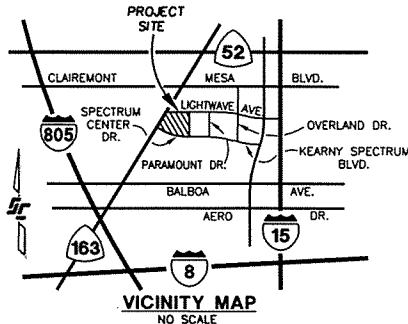 PROJECT
SITE
52
CLAIREMONT MESA BLVD.
LIGHTWAVE AVE.
SPECTRUM
CENTER
DR.
805
OVERLAND DR.
PARAMOUNT DR.
KEARNY SPECTRUM
BLVD.
BALBOA AVE.
AERO DR.
163
15
8
VICINITY MAP
NO SCALE